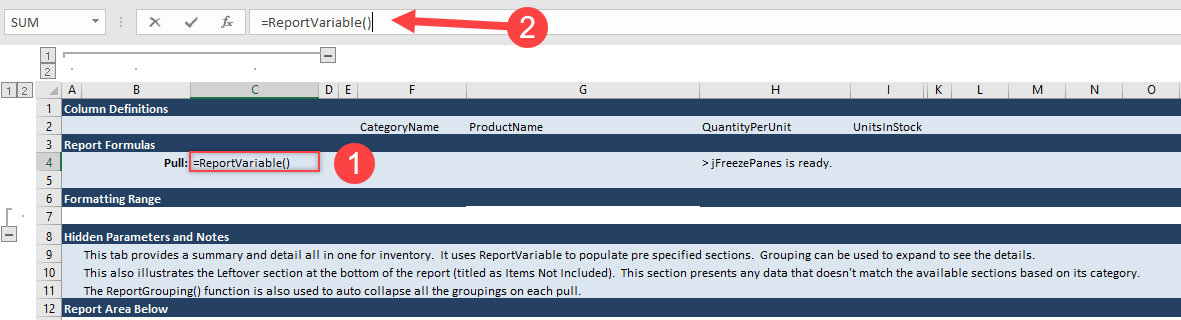 SUM fx =ReportVariable() 2
1
2
1 2 A B C D E F G H I K L M N O
1 Column Definitions
2 CategoryName ProductName QuantityPerUnit UnitsInStock
3 Report Formulas
4 Pull: =ReportVariable() 1 > jFreezePanes is ready.
5
6 Formatting Range
7
8 Hidden Parameters and Notes
9 This tab provides a summary and detail all in one for inventory. It uses ReportVariable to populate pre specified sections. Grouping can be used to expand to see the details.
10 This also illustrates the Leftover section at the bottom of the report (titled as Items Not Included). This section presents any data that doesn't match the available sections based on its category.
11 The ReportGrouping() function is also used to auto collapse all the groupings on each pull.
12 Report Area Below